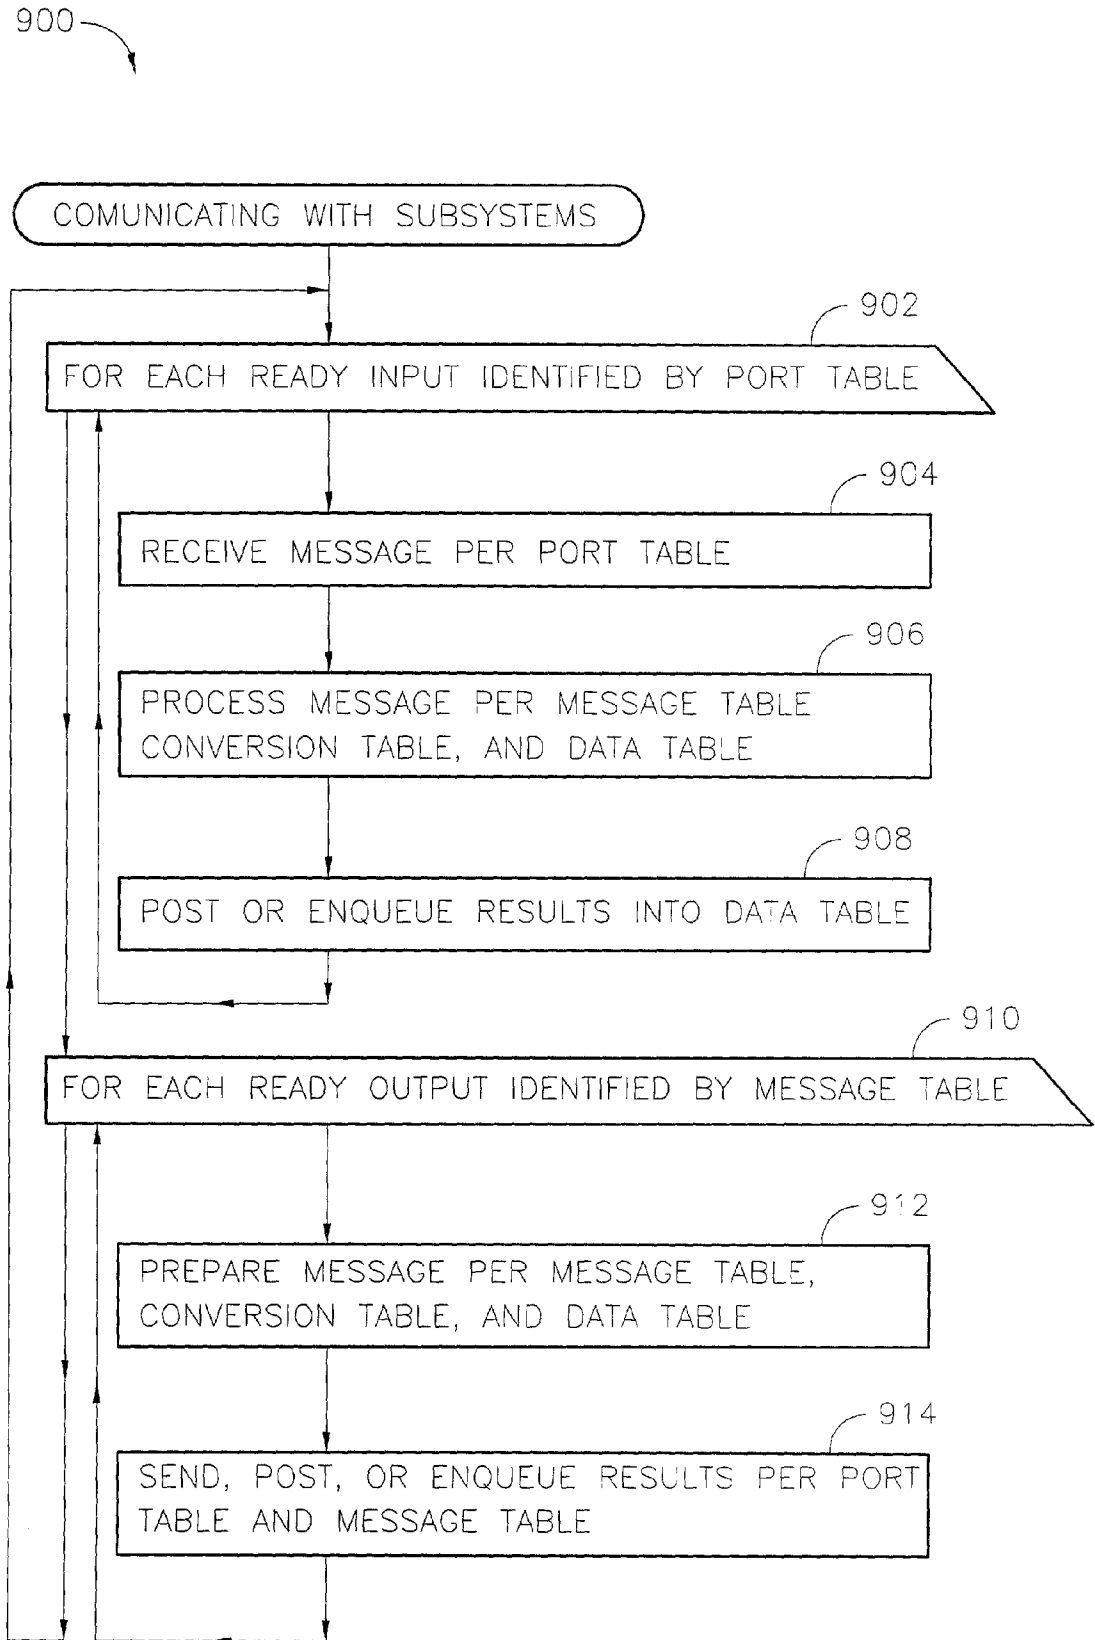 900
COMUNICATING WITH SUBSYSTEMS
902
FOR EACH READY INPUT IDENTIFIED BY PORT TABLE
904
RECEIVE MESSAGE PER PORT TABLE
906
PROCESS MESSAGE PER MESSAGE TABLE
CONVERSION TABLE, AND DATA TABLE
908
POST OR ENQUEUE RESULTS INTO DATA TABLE
910
FOR EACH READY OUTPUT IDENTIFIED BY MESSAGE TABLE
912
PREPARE MESSAGE PER MESSAGE TABLE,
CONVERSION TABLE, AND DATA TABLE
914
SEND, POST, OR ENQUEUE RESULTS PER PORT
TABLE AND MESSAGE TABLE